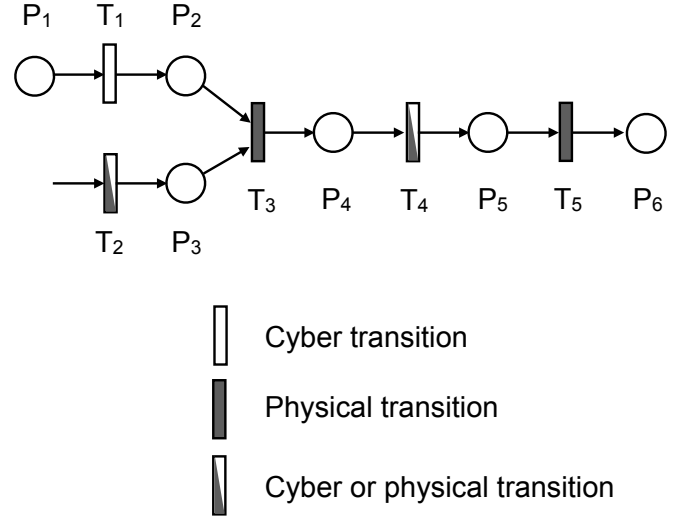 P₁ T₁ P₂
T₂ P₃ T₃ P₄ T₄ P₅ T₅ P₆
Cyber transition
Physical transition
Cyber or physical transition